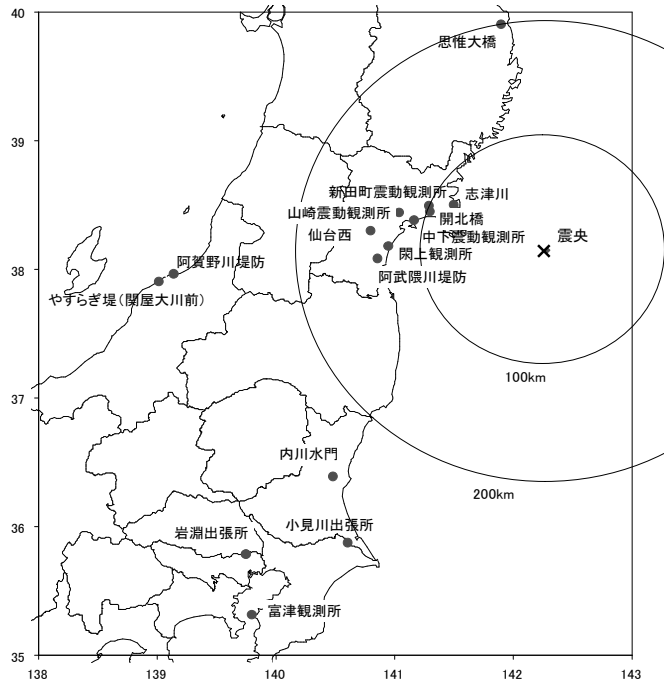 40
思惟大橋
39
新田町震動観測所
志津川
山崎震動観測所
開北橋
仙台西
中下震動観測所
震央
閖上観測所
阿賀野川堤防
38
阿武隈川堤防
やすらぎ堤(関屋大川前)
100km
37
内川水門
200km
小見川出張所
36
岩淵出張所
富津観測所
35
138
139
140
141
142
143